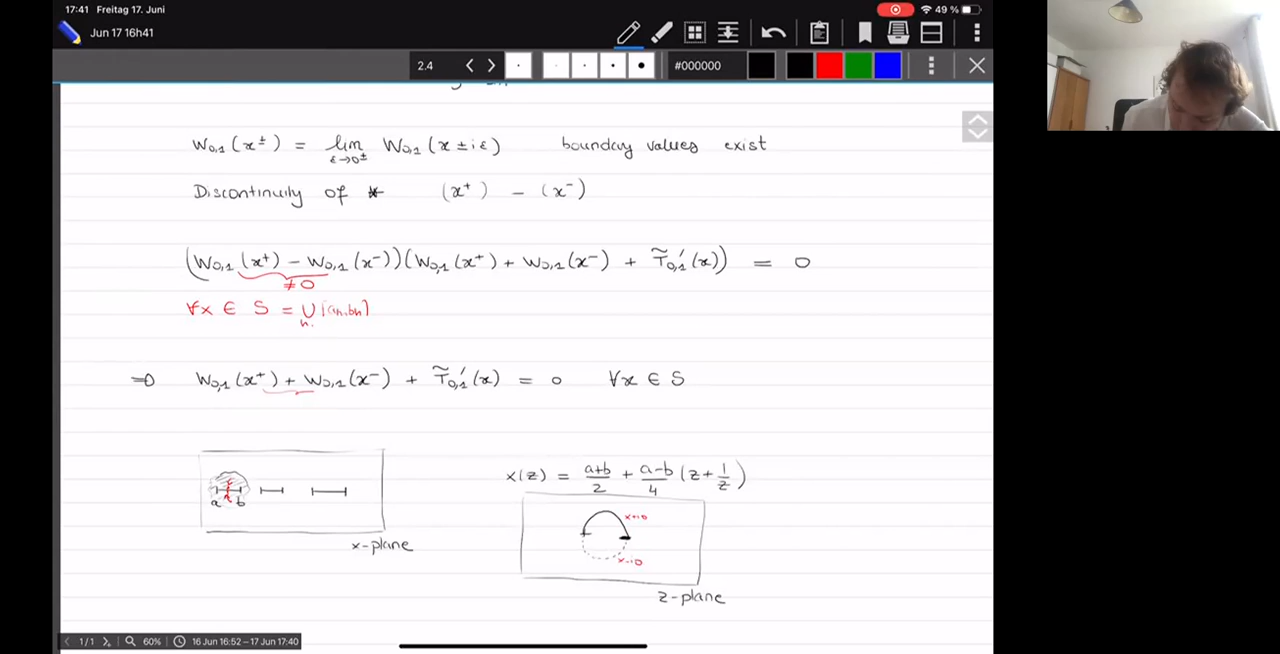 17:41 Freitag 17. Juni
49 %
Jun 17 16h41
2.4 #000000
W₀,₁(x±) = lim W₀,₁(x ± iε) boundary values exist
ε→0±
Discontinuity of * (x⁺) − (x⁻)
(W₀,₁(x⁺) − W₀,₁(x⁻))(W₀,₁(x⁺) + W₀,₁(x⁻) + T̃₀,₁′(x)) = 0
≠0
∀x ∈ S = ∪ [an, bn]
n.
⇒ W₀,₁(x⁺) + W₀,₁(x⁻) + T̃₀,₁′(x) = 0 ∀x ∈ S
x(z) = a+b/2 + a−b/4 (z + 1/z)
a b
x+i0
x−i0
x-plane
z-plane
1/1 60% 16 Jun 16:52 – 17 Jun 17:40